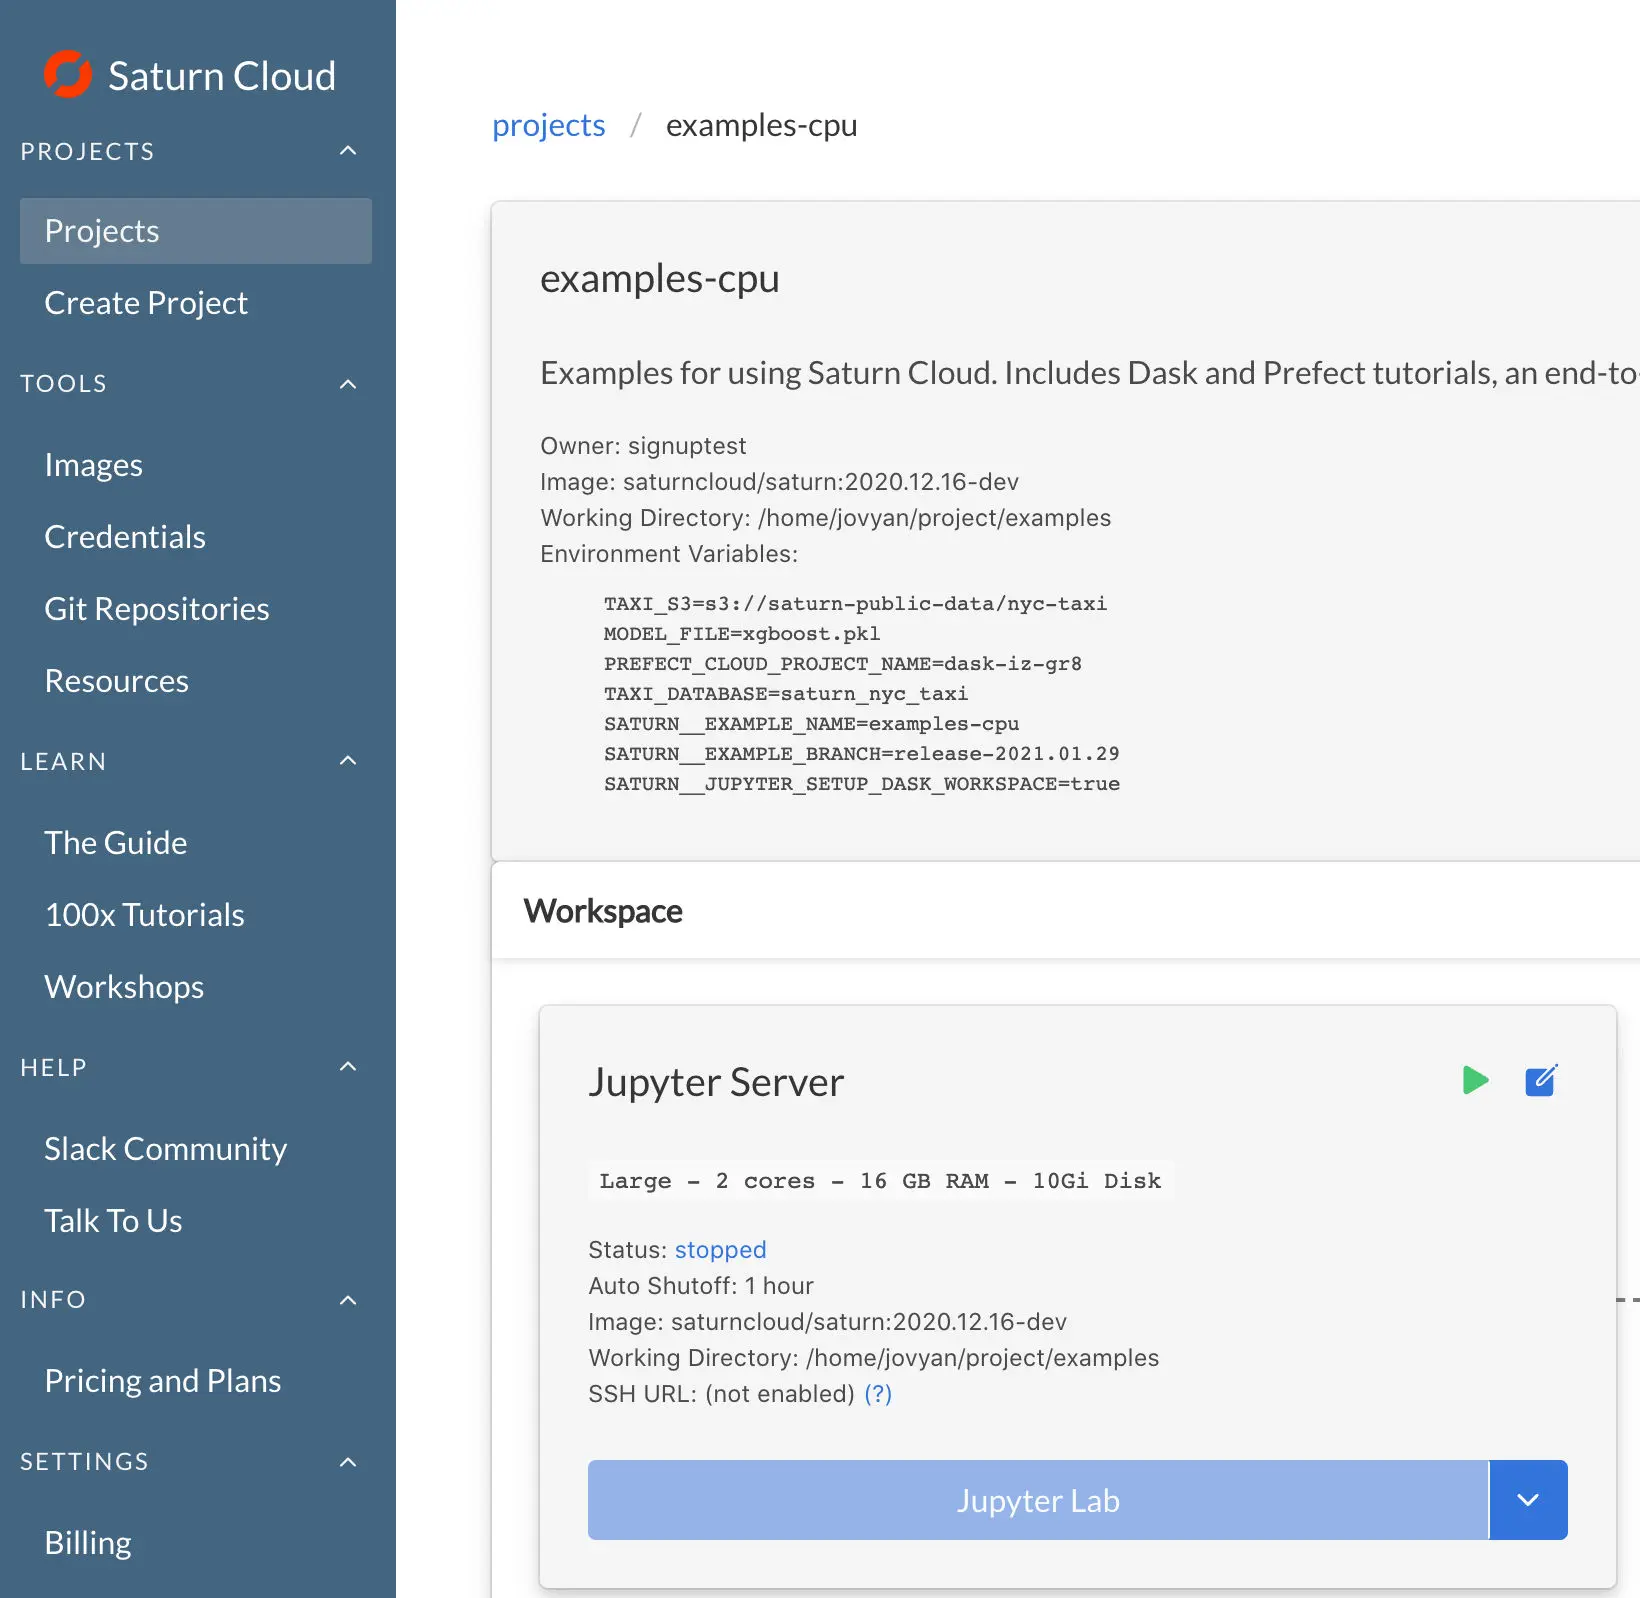 Saturn Cloud
PROJECTS
Projects
Create Project
TOOLS
Images
Credentials
Git Repositories
Resources
LEARN
The Guide
100x Tutorials
Workshops
HELP
Slack Community
Talk To Us
INFO
Pricing and Plans
SETTINGS
Billing
projects / examples-cpu
examples-cpu
Examples for using Saturn Cloud. Includes Dask and Prefect tutorials, an end-to-
Owner: signuptest
Image: saturncloud/saturn:2020.12.16-dev
Working Directory: /home/jovyan/project/examples
Environment Variables:
TAXI_S3=s3://saturn-public-data/nyc-taxi
MODEL_FILE=xgboost.pkl
PREFECT_CLOUD_PROJECT_NAME=dask-iz-gr8
TAXI_DATABASE=saturn_nyc_taxi
SATURN__EXAMPLE_NAME=examples-cpu
SATURN__EXAMPLE_BRANCH=release-2021.01.29
SATURN__JUPYTER_SETUP_DASK_WORKSPACE=true
Workspace
Jupyter Server
Large - 2 cores - 16 GB RAM - 10Gi Disk
Status: stopped
Auto Shutoff: 1 hour
Image: saturncloud/saturn:2020.12.16-dev
Working Directory: /home/jovyan/project/examples
SSH URL: (not enabled) (?)
Jupyter Lab